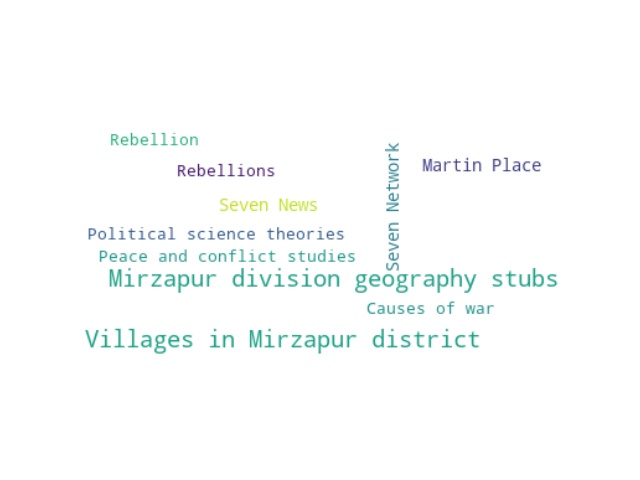 Rebellion
Seven Network
Martin Place
Rebellions
Seven News
Political science theories
Peace and conflict studies
Mirzapur division geography stubs
Causes of war
Villages in Mirzapur district